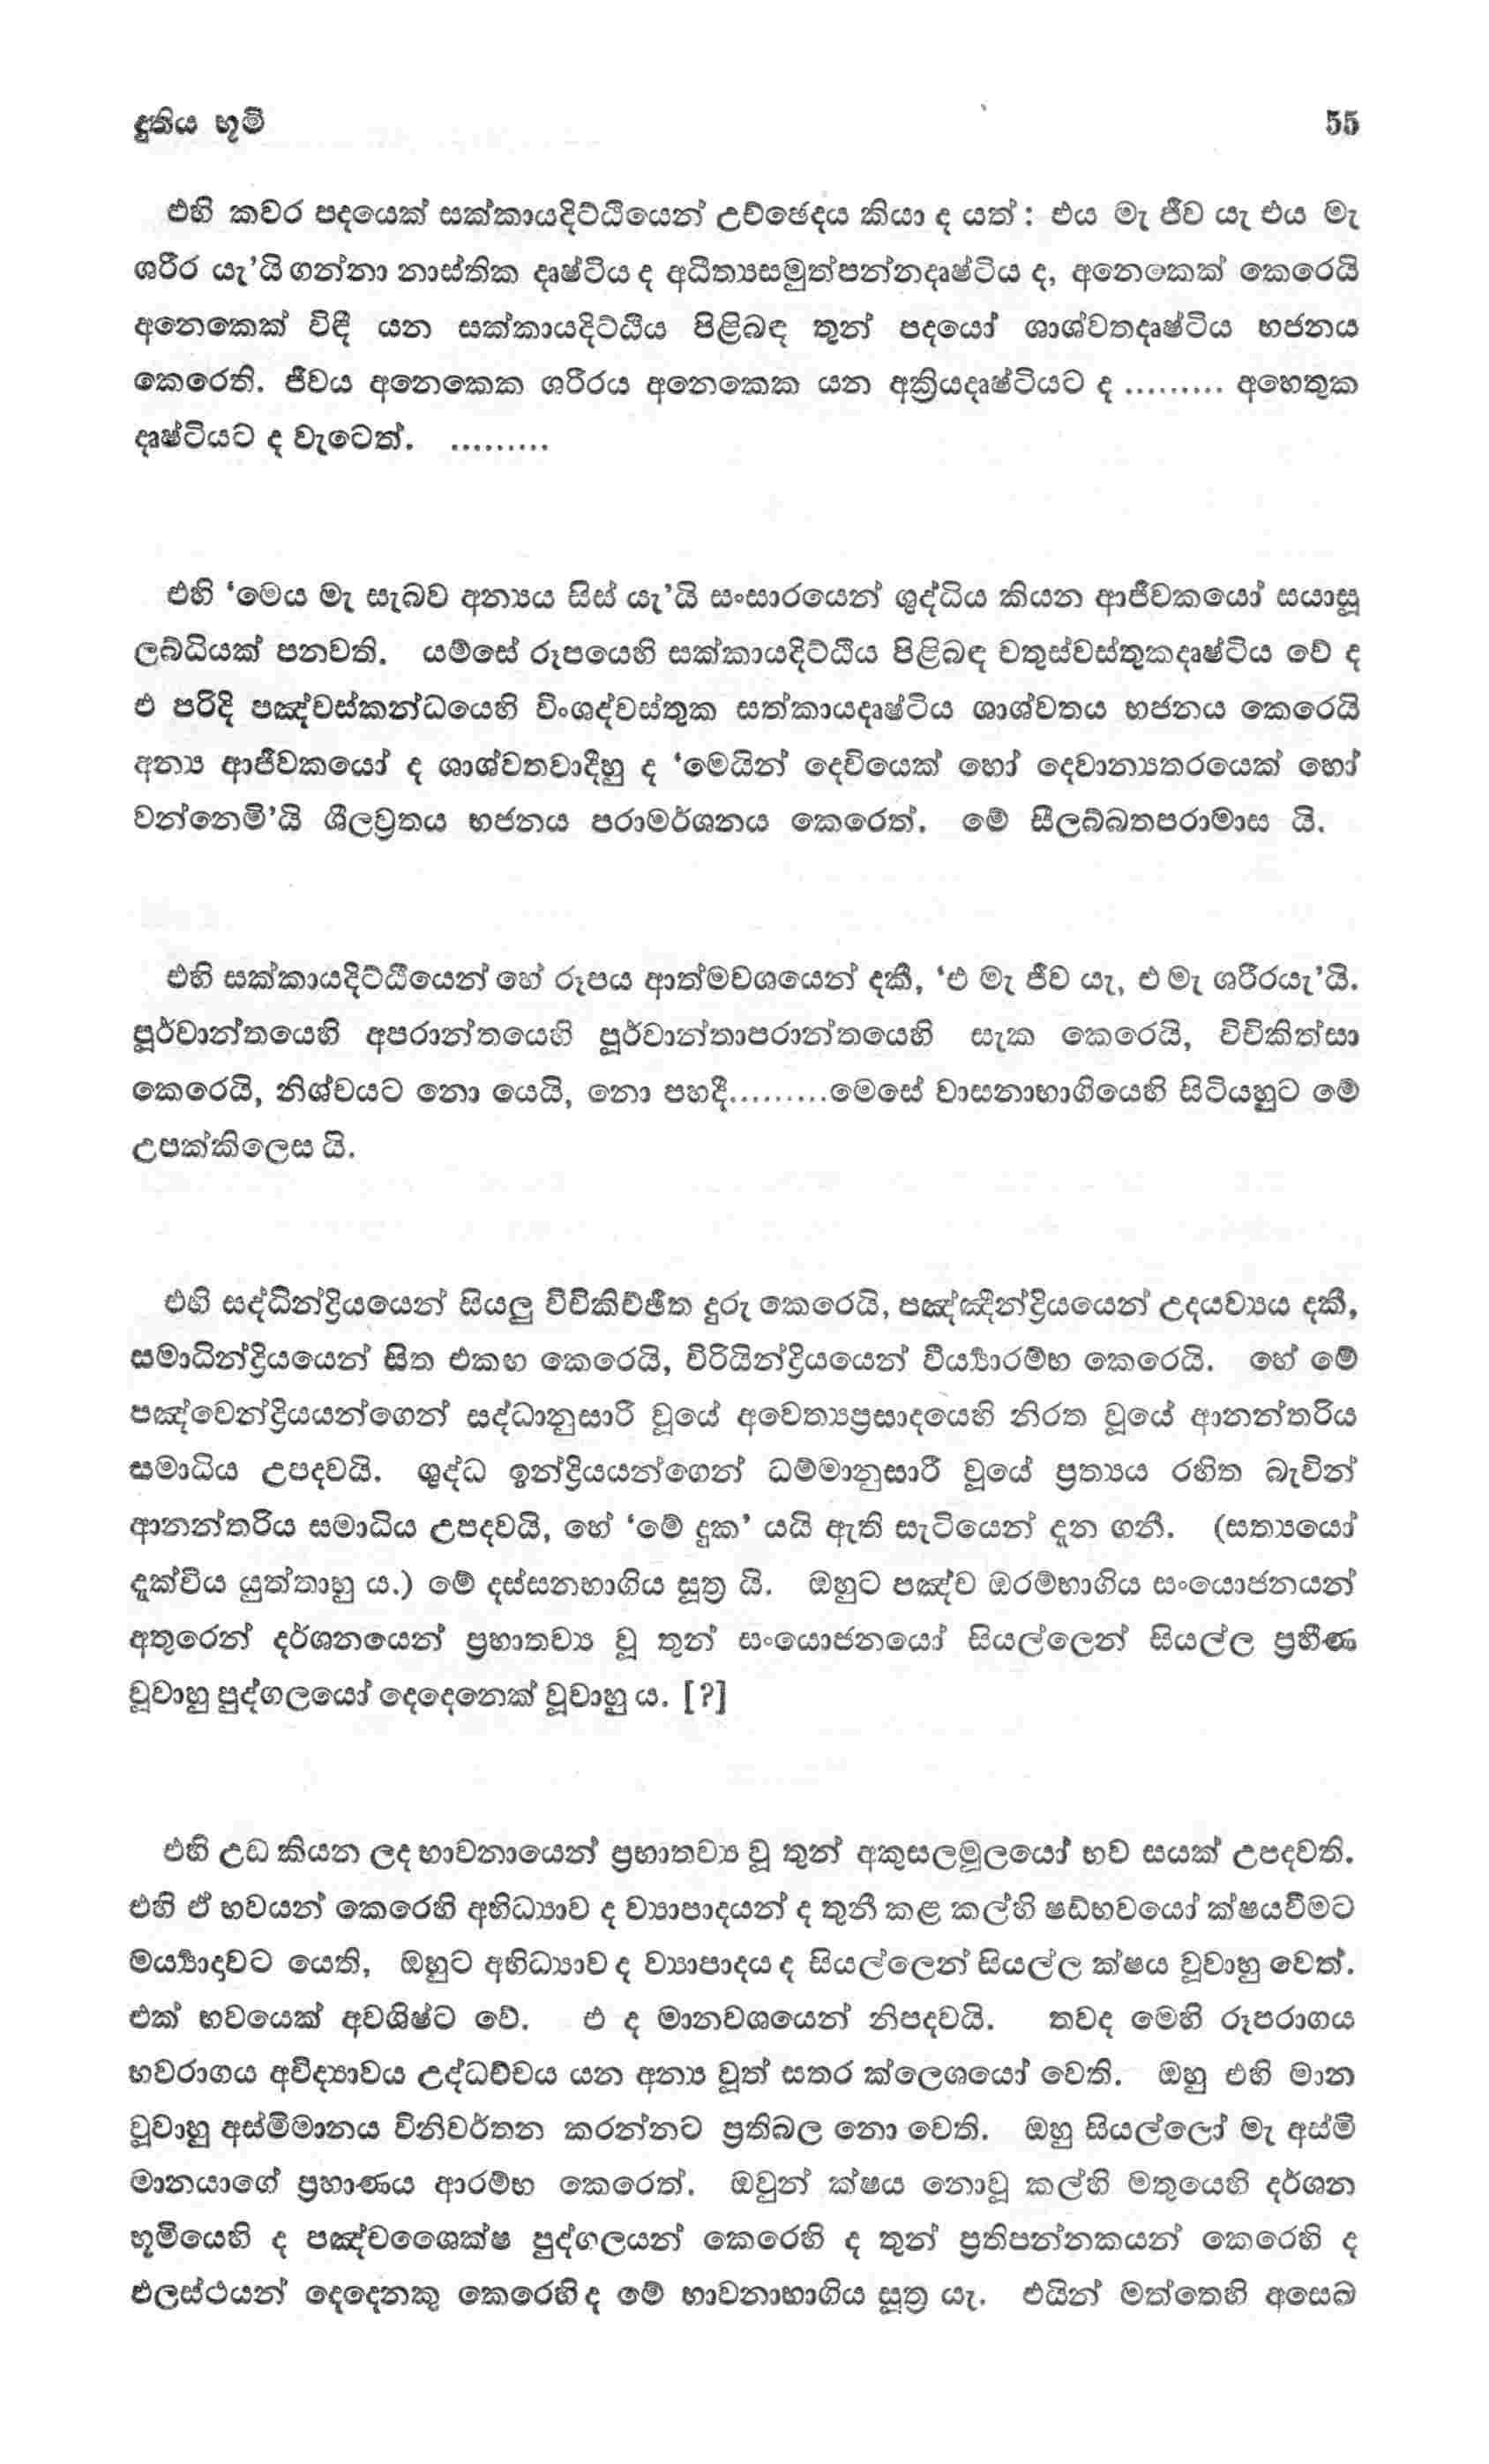 දුතිය භූමි 55
එහි කවර පදයෙක් සක්කායදිට්ඨියෙන් උච්ඡෙදය කියා ද යත් : එය මැ ජීව යැ එය මැ
ශරීර යැ’යි ගන්නා නාස්තික දෘෂ්ටිය ද අධීත්‍යසමුත්පන්නදෘෂ්ටිය ද, අනෙකෙක් කෙරෙයි
අනෙකෙක් විඳී යන සක්කායදිට්ඨිය පිළිබඳ තුන් පදයෝ ශාශ්වතදෘෂ්ටිය භජනය
කෙරෙති. ජීවය අනෙකෙක ශරීරය අනෙකෙක යන අක්‍රියදෘෂ්ටියට ද ......... අහෙතුක
දෘෂ්ටියට ද වැටෙත්. .........
එහි ‘මෙය මැ සැබව අන්‍යය සිස් යැ’යි සංසාරයෙන් ශුද්ධිය කියන ආජීවකයෝ සයාසූ
ලබ්ධියක් පනවති. යම්සේ රූපයෙහි සක්කායදිට්ඨිය පිළිබඳ චතුස්වස්තුකදෘෂ්ටිය වේ ද
එ පරිදි පඤ්චස්කන්ධයෙහි විංශද්වස්තුක සත්කායදෘෂ්ටිය ශාශ්වතය භජනය කෙරෙයි
අන්‍ය ආජීවකයෝ ද ශාශ්වතවාදීහු ද ‘මෙයින් දෙවියෙක් හෝ දෙවාන්‍යතරයෙක් හෝ
වන්නෙමි’යි ශීලව්‍රතය භජනය පරාමර්ශනය කෙරෙත්. මේ සීලබ්බතපරාමාස යි.
එහි සක්කායදිට්ඨියෙන් හේ රූපය ආත්මවශයෙන් දකී, ‘එ මැ ජීව යැ, එ මැ ශරීරයැ’යි.
පූර්වාන්තයෙහි අපරාන්තයෙහි පූර්වාන්තාපරාන්තයෙහි සැක කෙරෙයි, විචිකිත්සා
කෙරෙයි, නිශ්චයට නො යෙයි, නො පහදී.........මෙසේ වාසනාභාගියෙහි සිටියහුට මේ
උපක්කිලෙස යි.
එහි සද්ධින්ද්‍රියයෙන් සියලු විචිකිච්ඡිත දුරු කෙරෙයි, පඤ්ඤින්ද්‍රියයෙන් උදයව්‍යය දකී,
සමාධින්ද්‍රියයෙන් සිත එකඟ කෙරෙයි, විරියින්ද්‍රියයෙන් වීර්‍ය්‍යාරම්භ කෙරෙයි. හේ මේ
පඤ්චෙන්ද්‍රියයන්ගෙන් සද්ධානුසාරී වූයේ අවෙත්‍යප්‍රසාදයෙහි නිරත වූයේ ආනන්තරිය
සමාධිය උපදවයි. ශුද්ධ ඉන්ද්‍රියයන්ගෙන් ධම්මානුසාරී වූයේ ප්‍රත්‍යය රහිත බැවින්
ආනන්තරිය සමාධිය උපදවයි, හේ ‘මේ දුක’ යයි ඇති සැටියෙන් දැන ගනී. (සත්‍යයෝ
දැක්විය යුත්තාහු ය.) මේ දස්සනභාගිය සූත්‍ර යි. ඔහුට පඤ්ච ඔරම්භාගිය සංයොජනයන්
අතුරෙන් දර්ශනයෙන් ප්‍රහාතව්‍ය වූ තුන් සංයොජනයෝ සියල්ලෙන් සියල්ල ප්‍රහීණ
වූවාහු පුද්ගලයෝ දෙදෙනෙක් වූවාහු ය. [?]
එහි උඩ කියන ලද භාවනායෙන් ප්‍රහාතව්‍ය වූ තුන් අකුසලමූලයෝ භව සයක් උපදවති.
එහි ඒ භවයන් කෙරෙහි අභිධ්‍යාව ද ව්‍යාපාදයන් ද තුනී කළ කල්හි ෂඩ්භවයෝ ක්ෂයවීමට
මර්‍ය්‍යාදාවට යෙති, ඔහුට අභිධ්‍යාව ද ව්‍යාපාදය ද සියල්ලෙන් සියල්ල ක්ෂය වූවාහු වෙත්.
එක් භවයෙක් අවශිෂ්ට වේ. එ ද මානවශයෙන් නිපදවයි. තවද මෙහි රූපරාගය
භවරාගය අවිද්‍යාවය උද්ධච්චය යන අන්‍ය වූත් සතර ක්ලෙශයෝ වෙති. ඔහු එහි මාන
වූවාහු අස්මිමානය විනිවර්තන කරන්නට ප්‍රතිබල නො වෙති. ඔහු සියල්ලෝ මැ අස්මි
මානයාගේ ප්‍රහාණය ආරම්භ කෙරෙත්. ඔවුන් ක්ෂය නොවූ කල්හි මතුයෙහි දර්ශන
භූමියෙහි ද පඤ්චශෛක්ෂ පුද්ගලයන් කෙරෙහි ද තුන් ප්‍රතිපන්නකයන් කෙරෙහි ද
ඵලස්ථයන් දෙදෙනකු කෙරෙහි ද මේ භාවනාභාගිය සූත්‍ර යැ. එයින් මත්තෙහි අසෙඛ